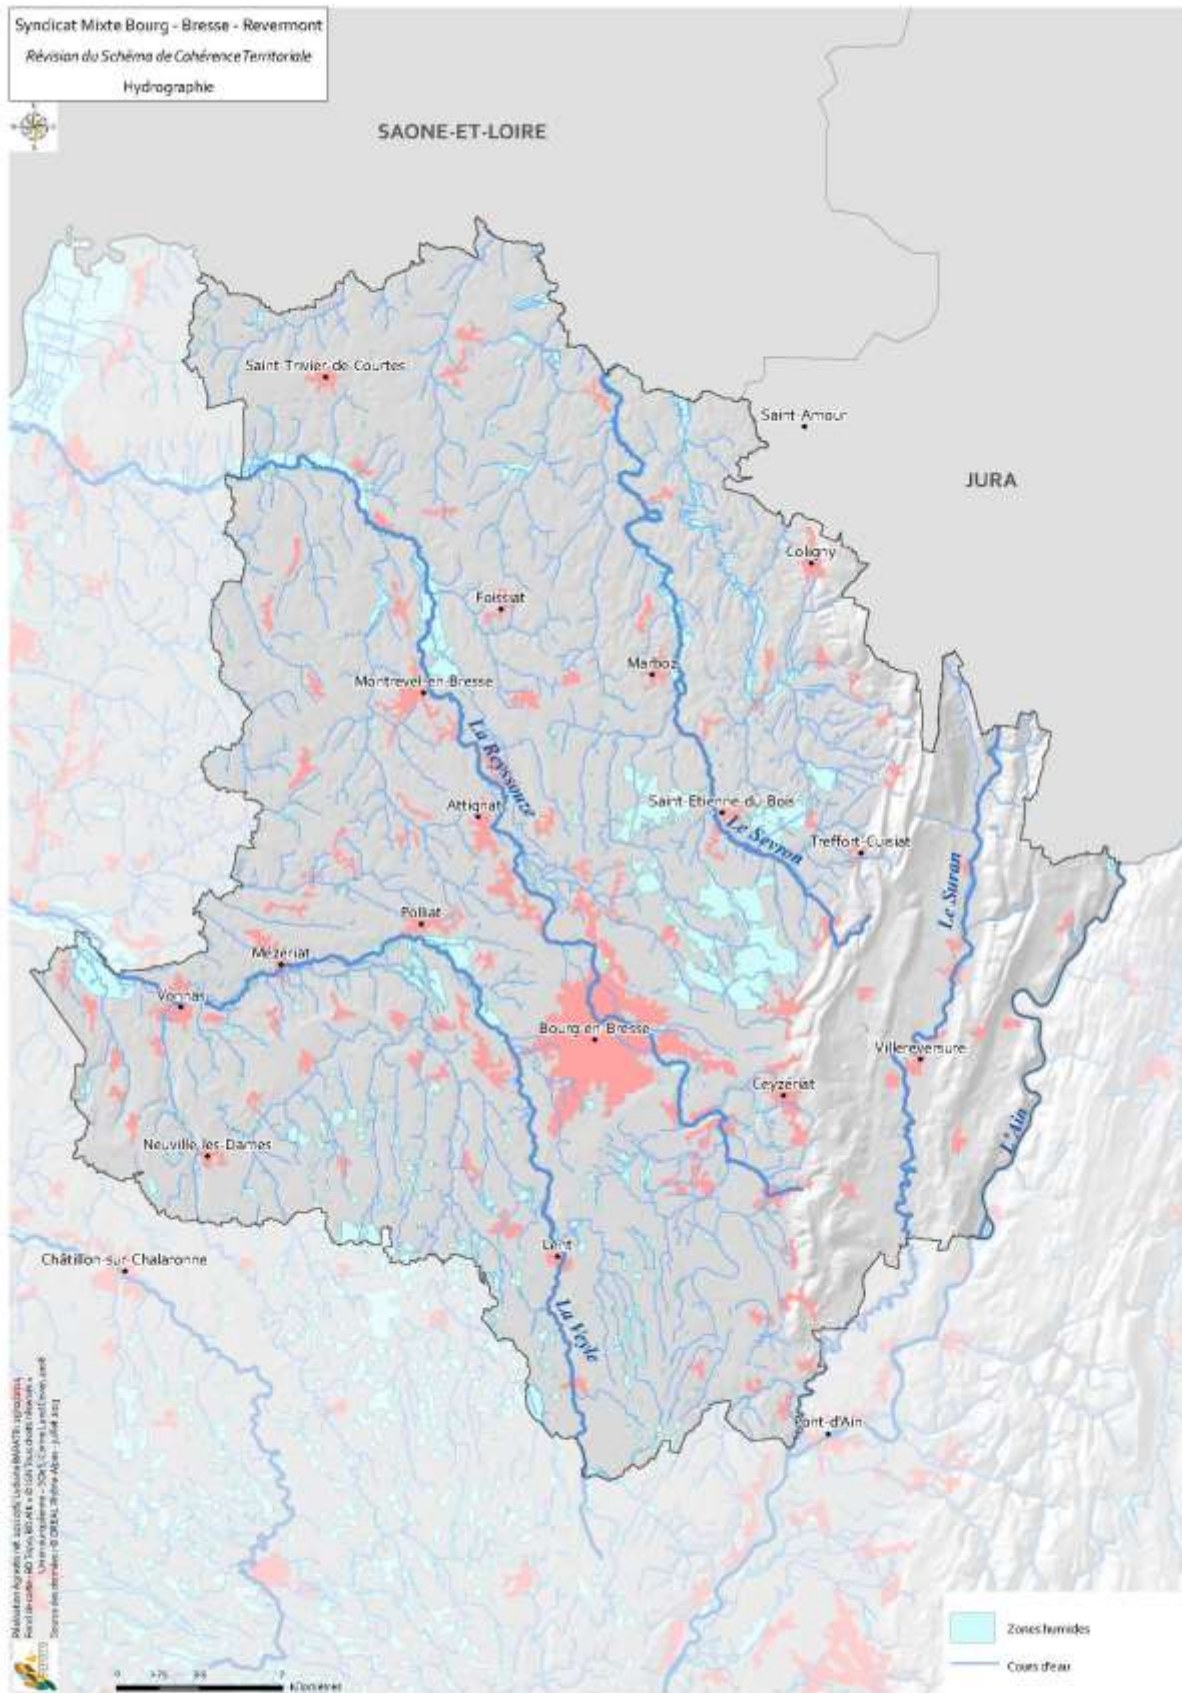 Syndicat Mixte Bourg - Bresse - Revermont
Révision du Schéma de Cohérence Territoriale
Hydrographie
SAONE-ET-LOIRE
Saint-Trivier-de-Courtes
Saint-Amour
JURA
Coligny
Foissiat
Marboz
Montrevel-en-Bresse
La Reyssouze
Attignat
Saint-Etienne-du-Bois
Le Sevron
Treffort-Cuisiat
Le Suran
Polliat
Mézériat
Vonnas
Bourg-en-Bresse
Villereversure
Ceyzériat
L'Ain
Neuville-les-Dames
Lent
Châtillon-sur-Chalaronne
La Veyle
Pont-d'Ain
Zones humides
Cours d'eau
0 7
Kilomètres